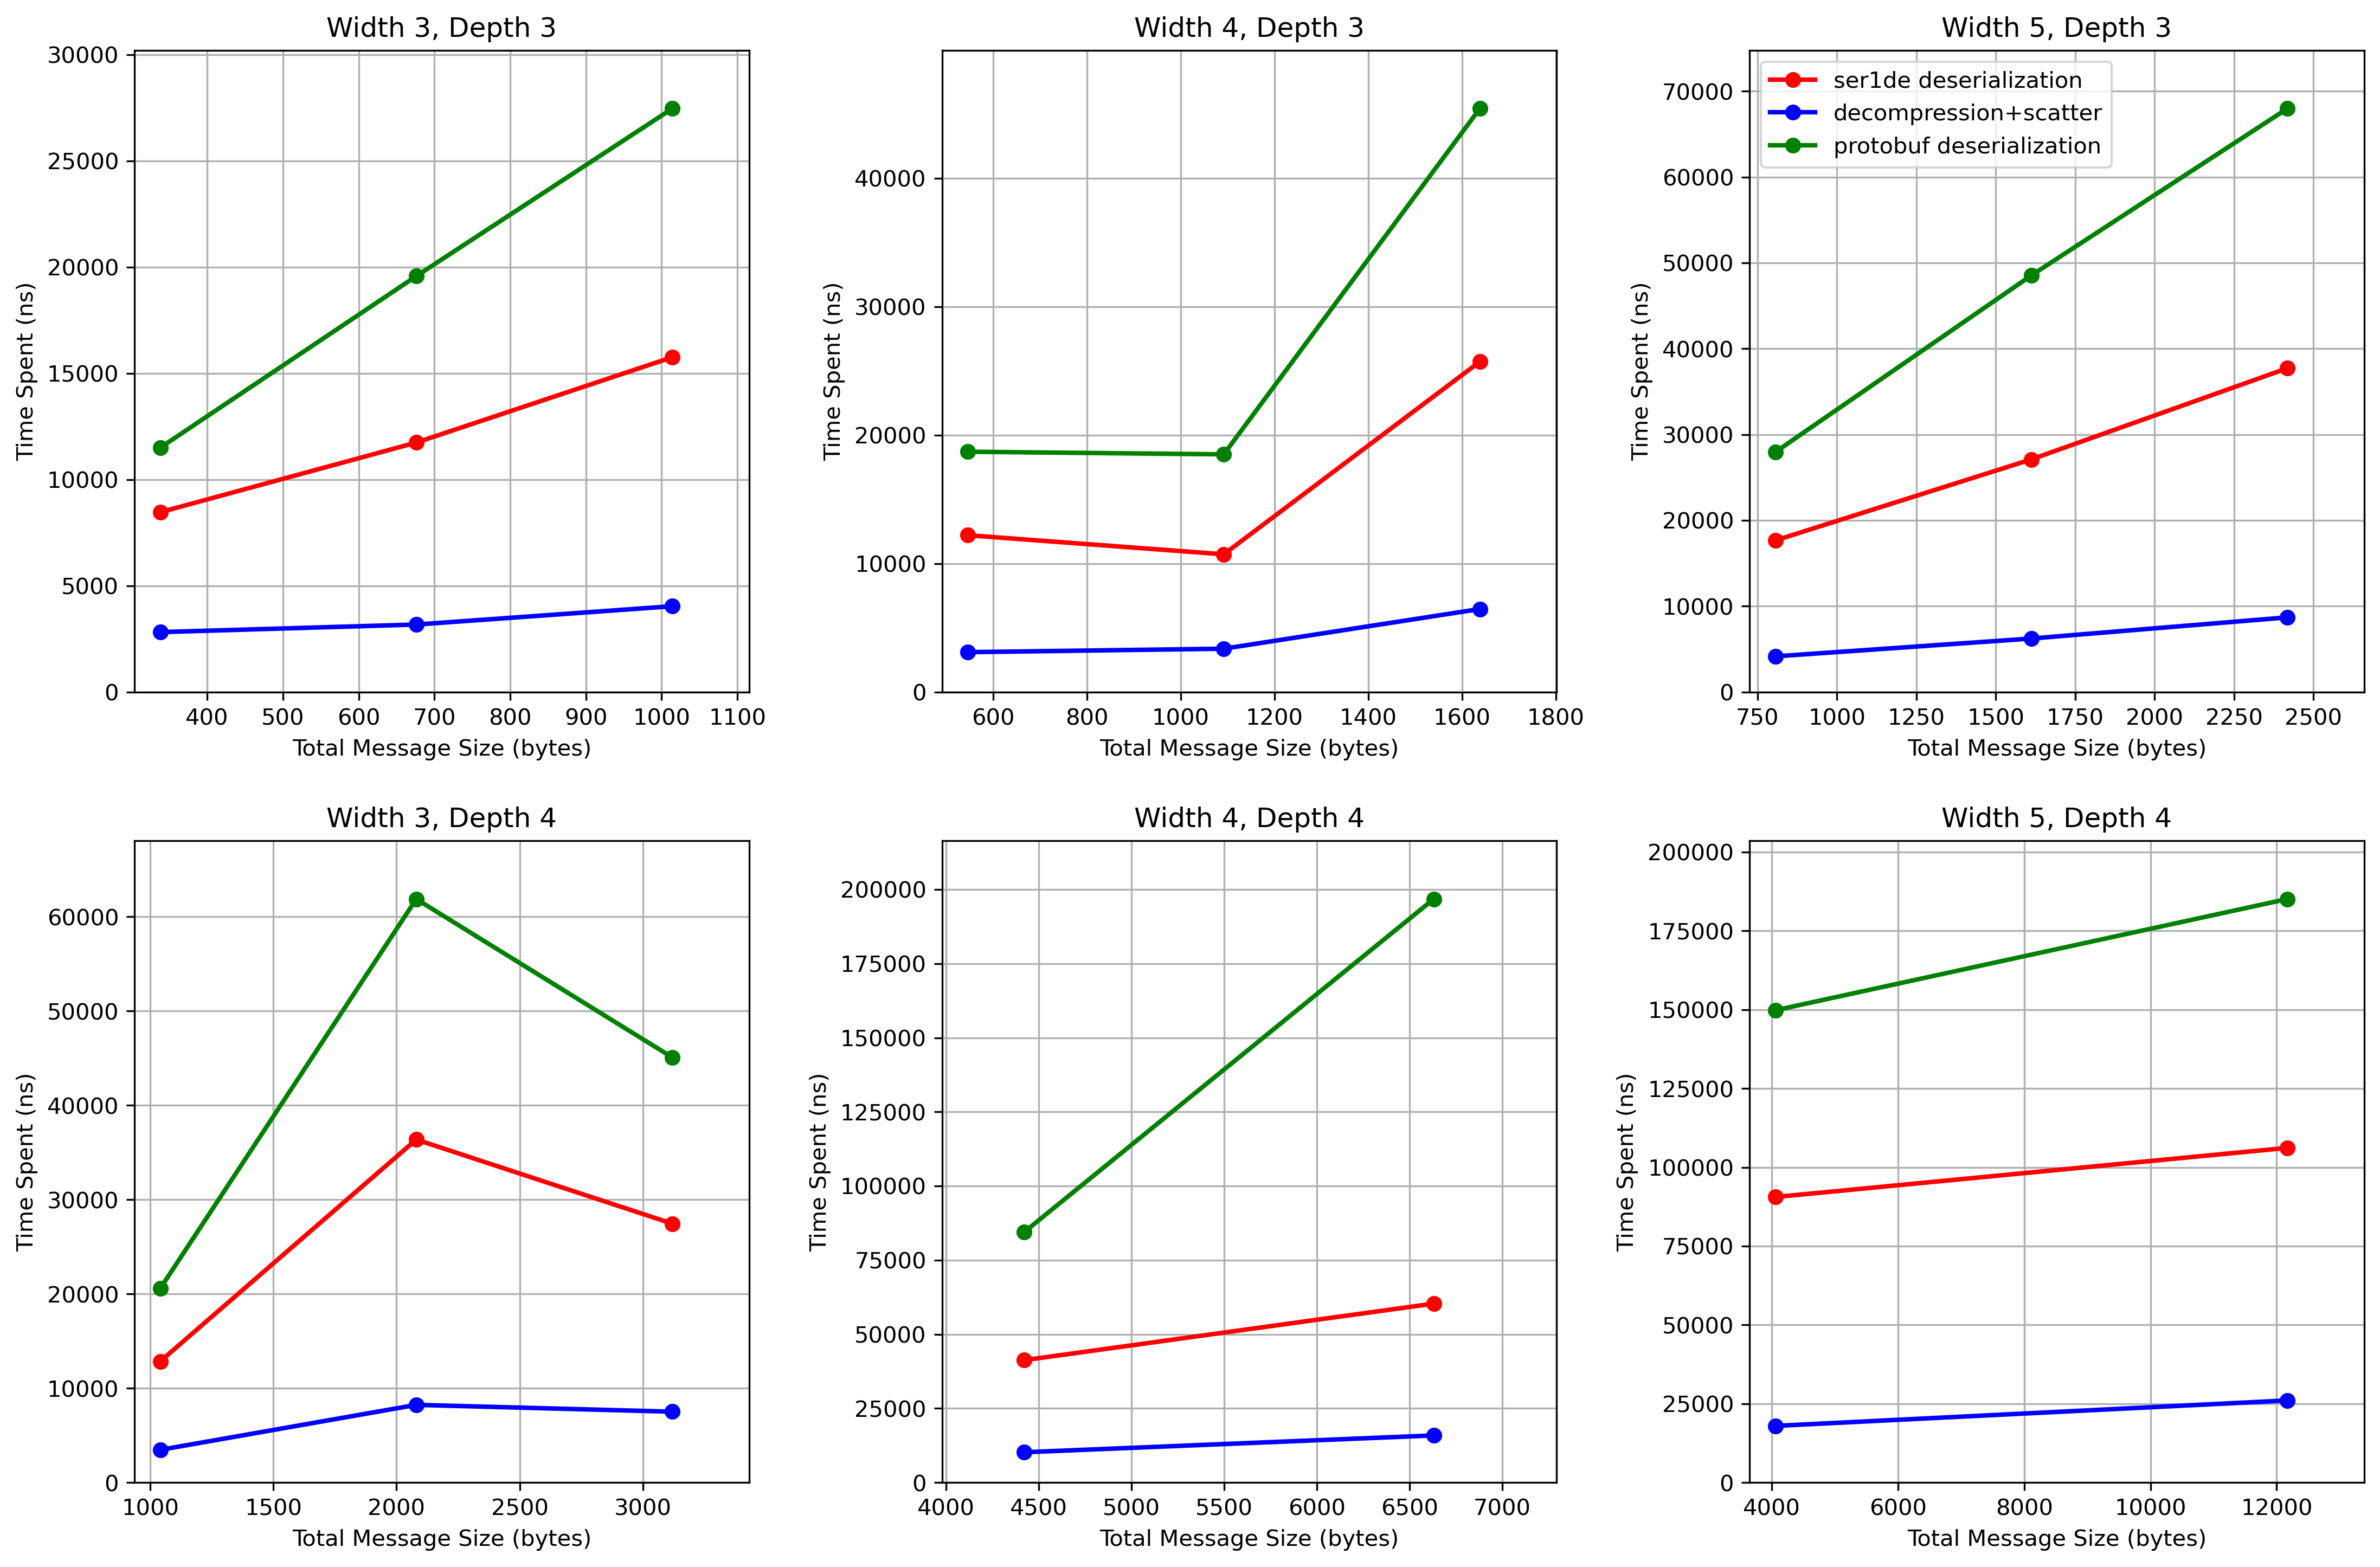 Width 3, Depth 3
30000
25000
20000
15000
10000
5000
0
Time Spent (ns)
400 500 600 700 800 900 1000 1100
Total Message Size (bytes)
Width 4, Depth 3
40000
30000
20000
10000
0
Time Spent (ns)
600 800 1000 1200 1400 1600 1800
Total Message Size (bytes)
Width 5, Depth 3
ser1de deserialization
decompression+scatter
protobuf deserialization
70000
60000
50000
40000
30000
20000
10000
0
Time Spent (ns)
750 1000 1250 1500 1750 2000 2250 2500
Total Message Size (bytes)
Width 3, Depth 4
60000
50000
40000
30000
20000
10000
0
Time Spent (ns)
1000 1500 2000 2500 3000
Total Message Size (bytes)
Width 4, Depth 4
200000
175000
150000
125000
100000
75000
50000
25000
0
Time Spent (ns)
4000 4500 5000 5500 6000 6500 7000
Total Message Size (bytes)
Width 5, Depth 4
200000
175000
150000
125000
100000
75000
50000
25000
0
Time Spent (ns)
4000 6000 8000 10000 12000
Total Message Size (bytes)